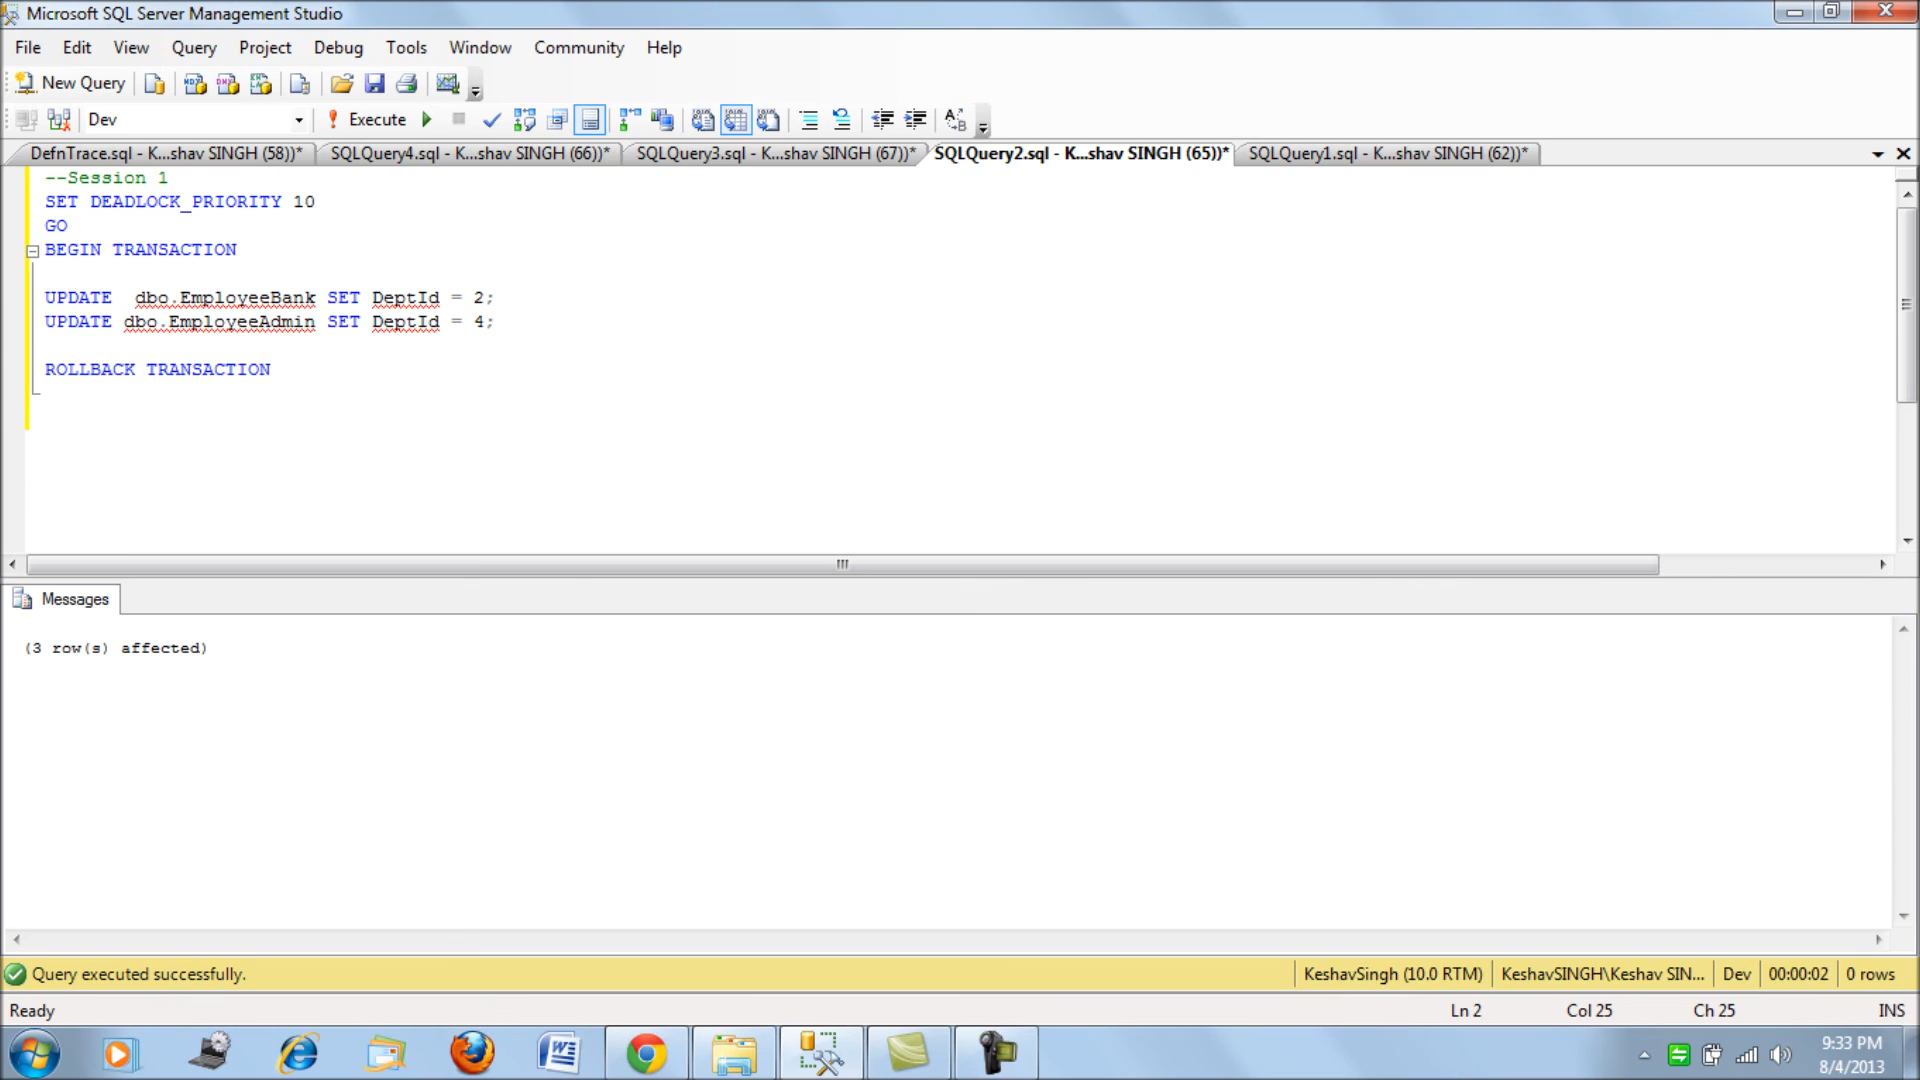 Microsoft SQL Server Management Studio
File Edit View Query Project Debug Tools Window Community Help
New Query
Dev Execute
DefnTrace.sql - K...shav SINGH (58))* SQLQuery4.sql - K...shav SINGH (66))* SQLQuery3.sql - K...shav SINGH (67))* SQLQuery2.sql - K...shav SINGH (65))* SQLQuery1.sql - K...shav SINGH (62))*
--Session 1
SET DEADLOCK_PRIORITY 10
GO
BEGIN TRANSACTION
UPDATE  dbo.EmployeeBank SET DeptId = 2;
UPDATE dbo.EmployeeAdmin SET DeptId = 4;
ROLLBACK TRANSACTION
Messages
(3 row(s) affected)
Query executed successfully. KeshavSingh (10.0 RTM) KeshavSINGH\Keshav SIN... Dev 00:00:02 0 rows
Ready Ln 2 Col 25 Ch 25 INS
9:33 PM
8/4/2013